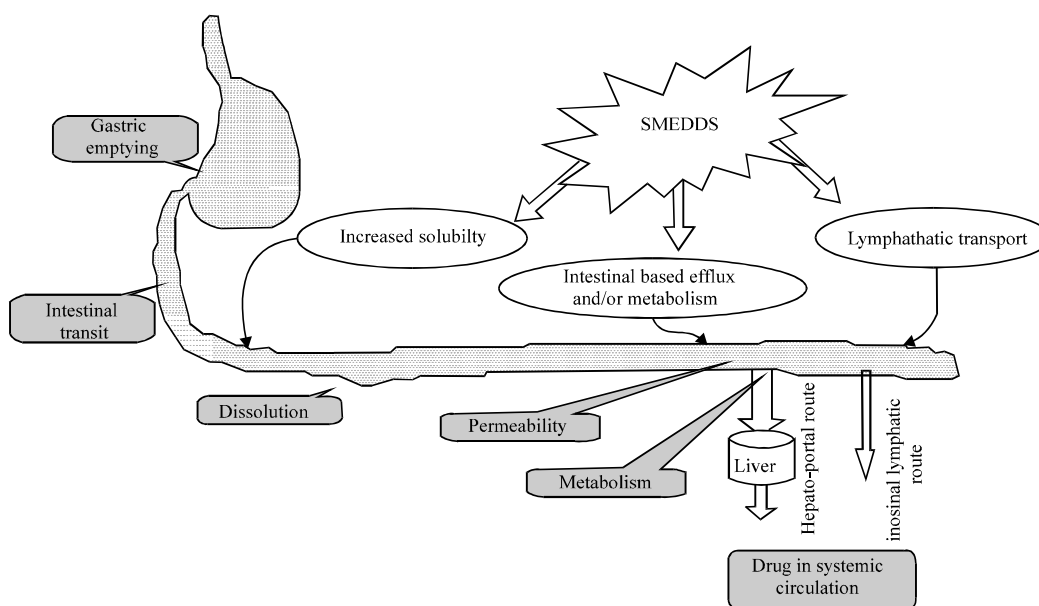 Gastric
emptying
SMEDDS
Increased solubilty
Lymphathatic transport
Intestinal based efflux
and/or metabolism
Intestinal
transit
Dissolution
Permeability
Metabolism
Liver
Hepato-portal route
inosinal lymphatic
route
Drug in systemic
circulation